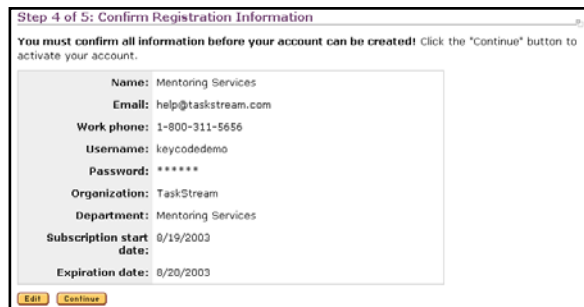 Step 4 of 5: Confirm Registration Information
You must confirm all information before your account can be created! Click the "Continue" button to
activate your account.
Name: Mentoring Services
Email: help@taskstream.com
Work phone: 1-800-311-5656
Username: keycodedemo
Password: ******
Organization: TaskStream
Department: Mentoring Services
Subscription start 8/19/2003
date:
Expiration date: 8/20/2003
Edit Continue